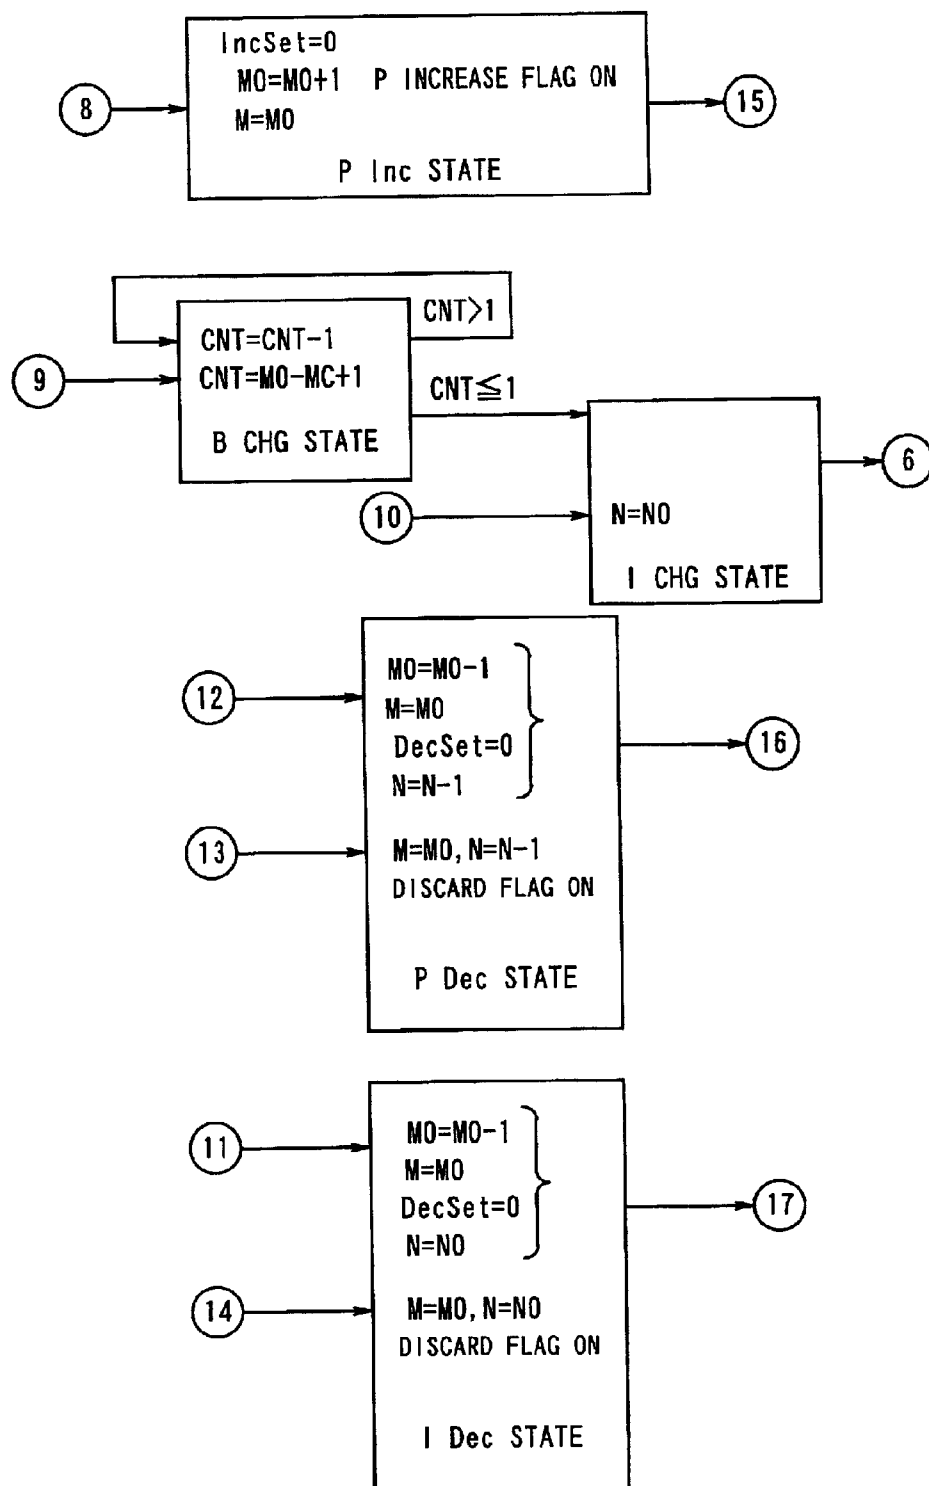 IncSet=0
M0=M0+1 P INCREASE FLAG ON
8
15
M=M0
P Inc STATE
CNT>1
CNT=CNT-1
9
CNT=M0-MC+1
CNT≦1
B CHG STATE
6
10
N=N0
I CHG STATE
M0=M0-1
12
M=M0
DecSet=0
16
N=N-1
13
M=M0, N=N-1
DISCARD FLAG ON
P Dec STATE
M0=M0-1
11
M=M0
DecSet=0
17
N=N0
14
M=M0, N=N0
DISCARD FLAG ON
I Dec STATE